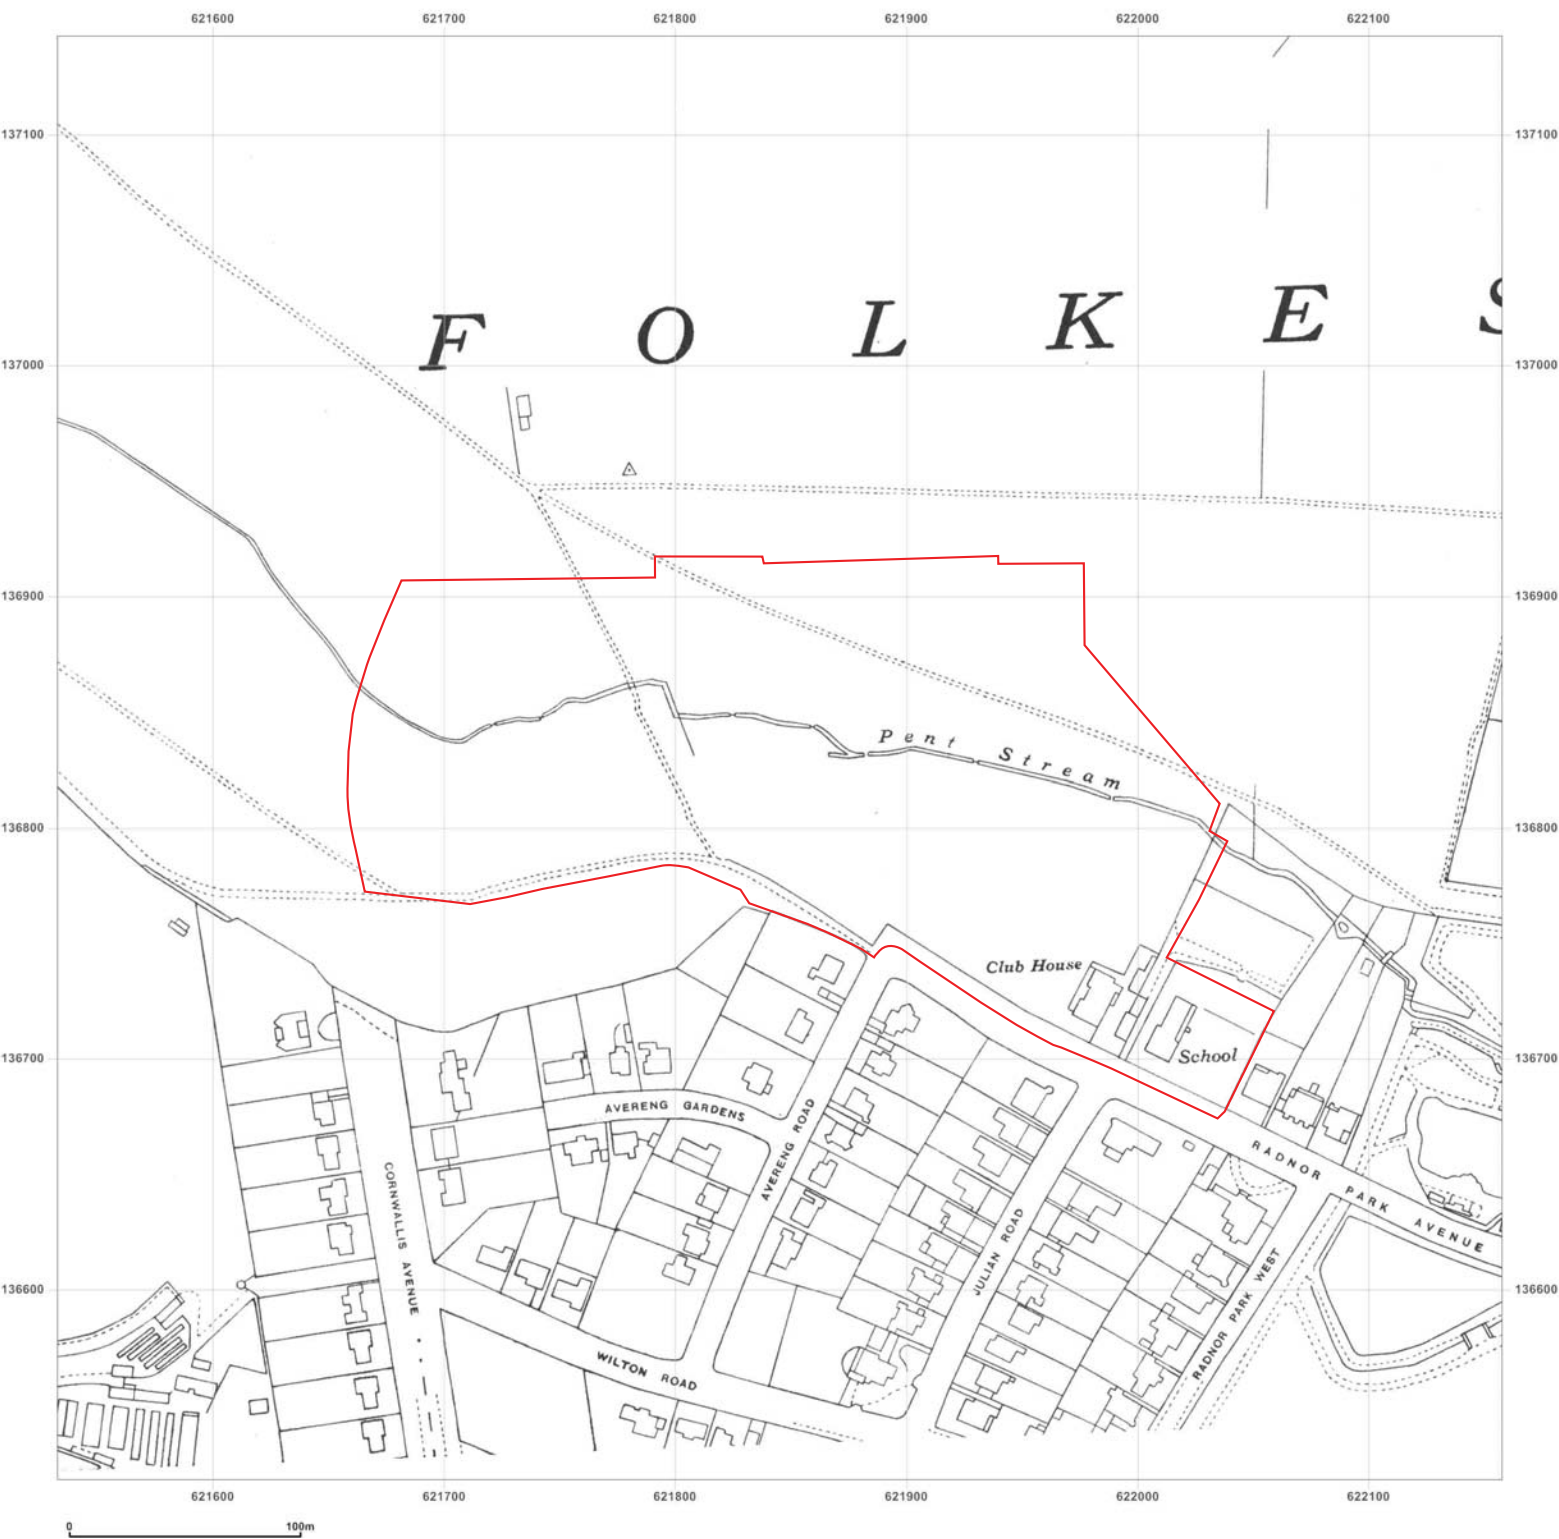 621600 621700 621800 621900 622000 622100
137100 137100
F O L K E S
137000 137000
136900 136900
Pent Stream
136800 136800
Club House
School
136700 136700
AVERENG GARDENS
AVERENG ROAD
RADNOR PARK AVENUE
CORNWALLIS AVENUE
JULIAN ROAD
RADNOR PARK WEST
136600 136600
WILTON ROAD
621600 621700 621800 621900 622000 622100
0 100m